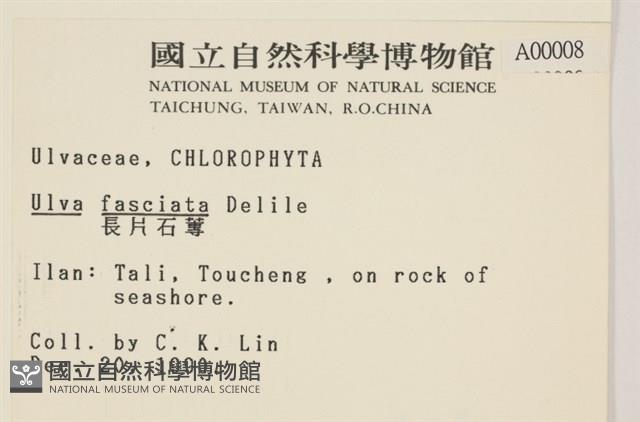 國立自然科學博物館
A00008
NATIONAL MUSEUM OF NATURAL SCIENCE
TAICHUNG, TAIWAN, R.O.CHINA
Ulvaceae, CHLOROPHYTA
Ulva fasciata Delile
長片石蓴
Ilan: Tali, Toucheng , on rock of
seashore.
Coll. by C. K. Lin
國立自然科學博物館
NATIONAL MUSEUM OF NATURAL SCIENCE